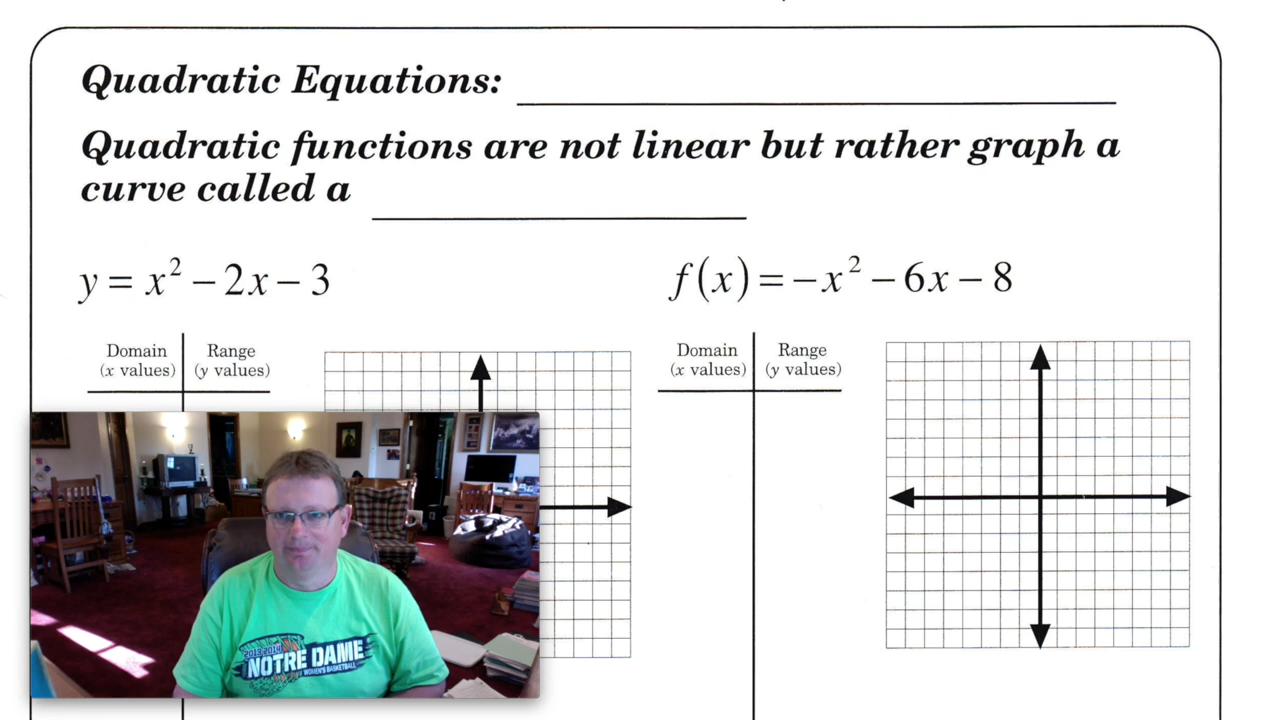 Quadratic Equations:
Quadratic functions are not linear but rather graph a
curve called a
y = x² – 2x – 3
f(x) = –x² – 6x – 8
Domain
(x values)
Range
(y values)
Domain
(x values)
Range
(y values)
2013-2014
NOTRE DAME
WOMEN'S BASKETBALL